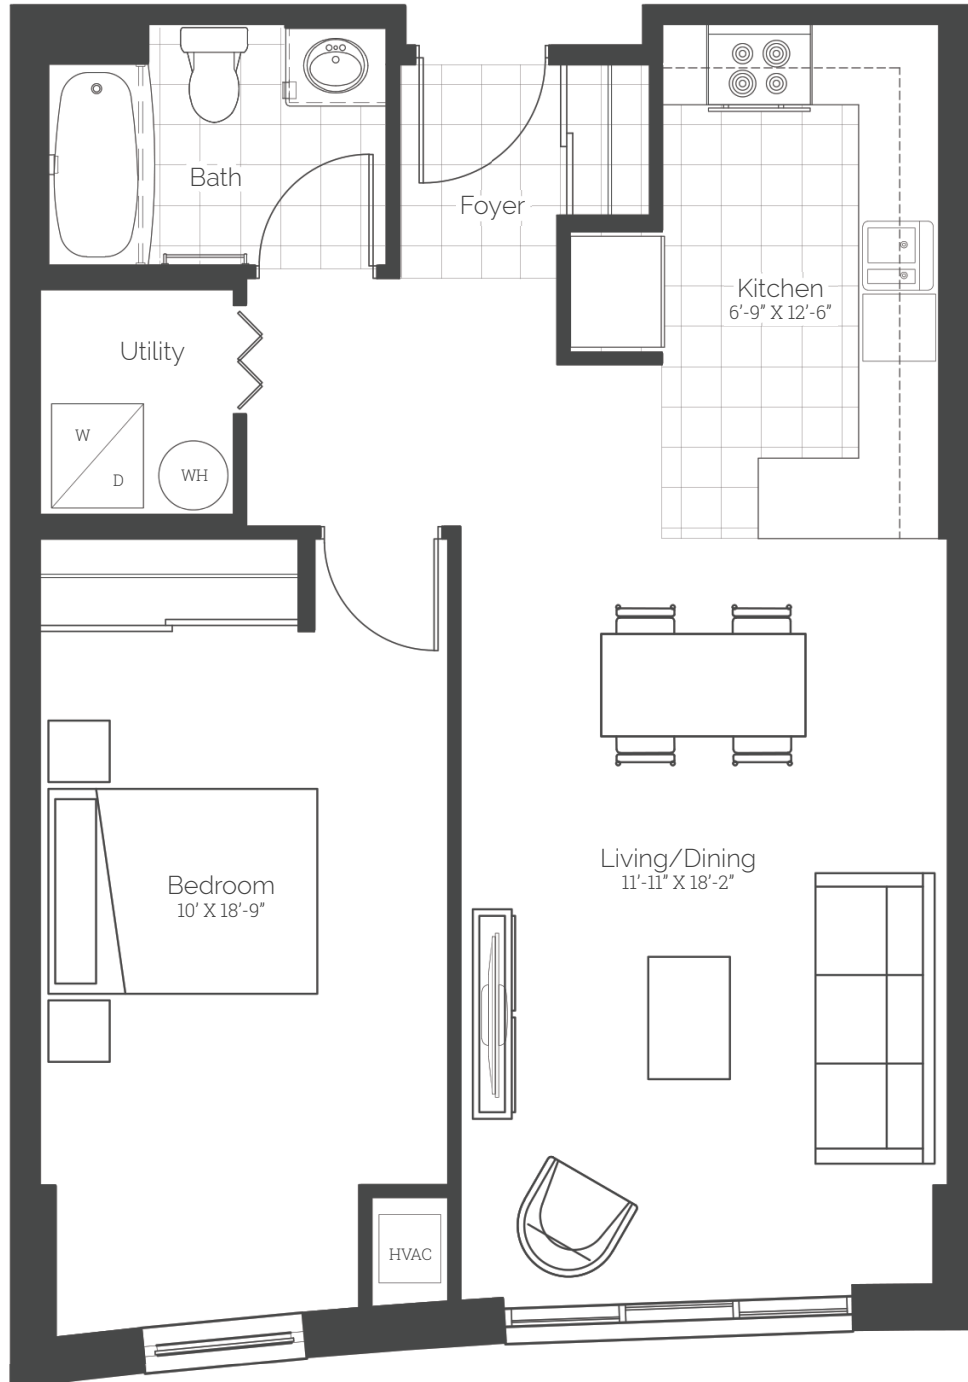 Bath
Foyer
Kitchen
6'-9" X 12'-6"
Utility
W
D
WH
Living/Dining
11'-11" X 18'-2"
Bedroom
10' X 18'-9"
HVAC